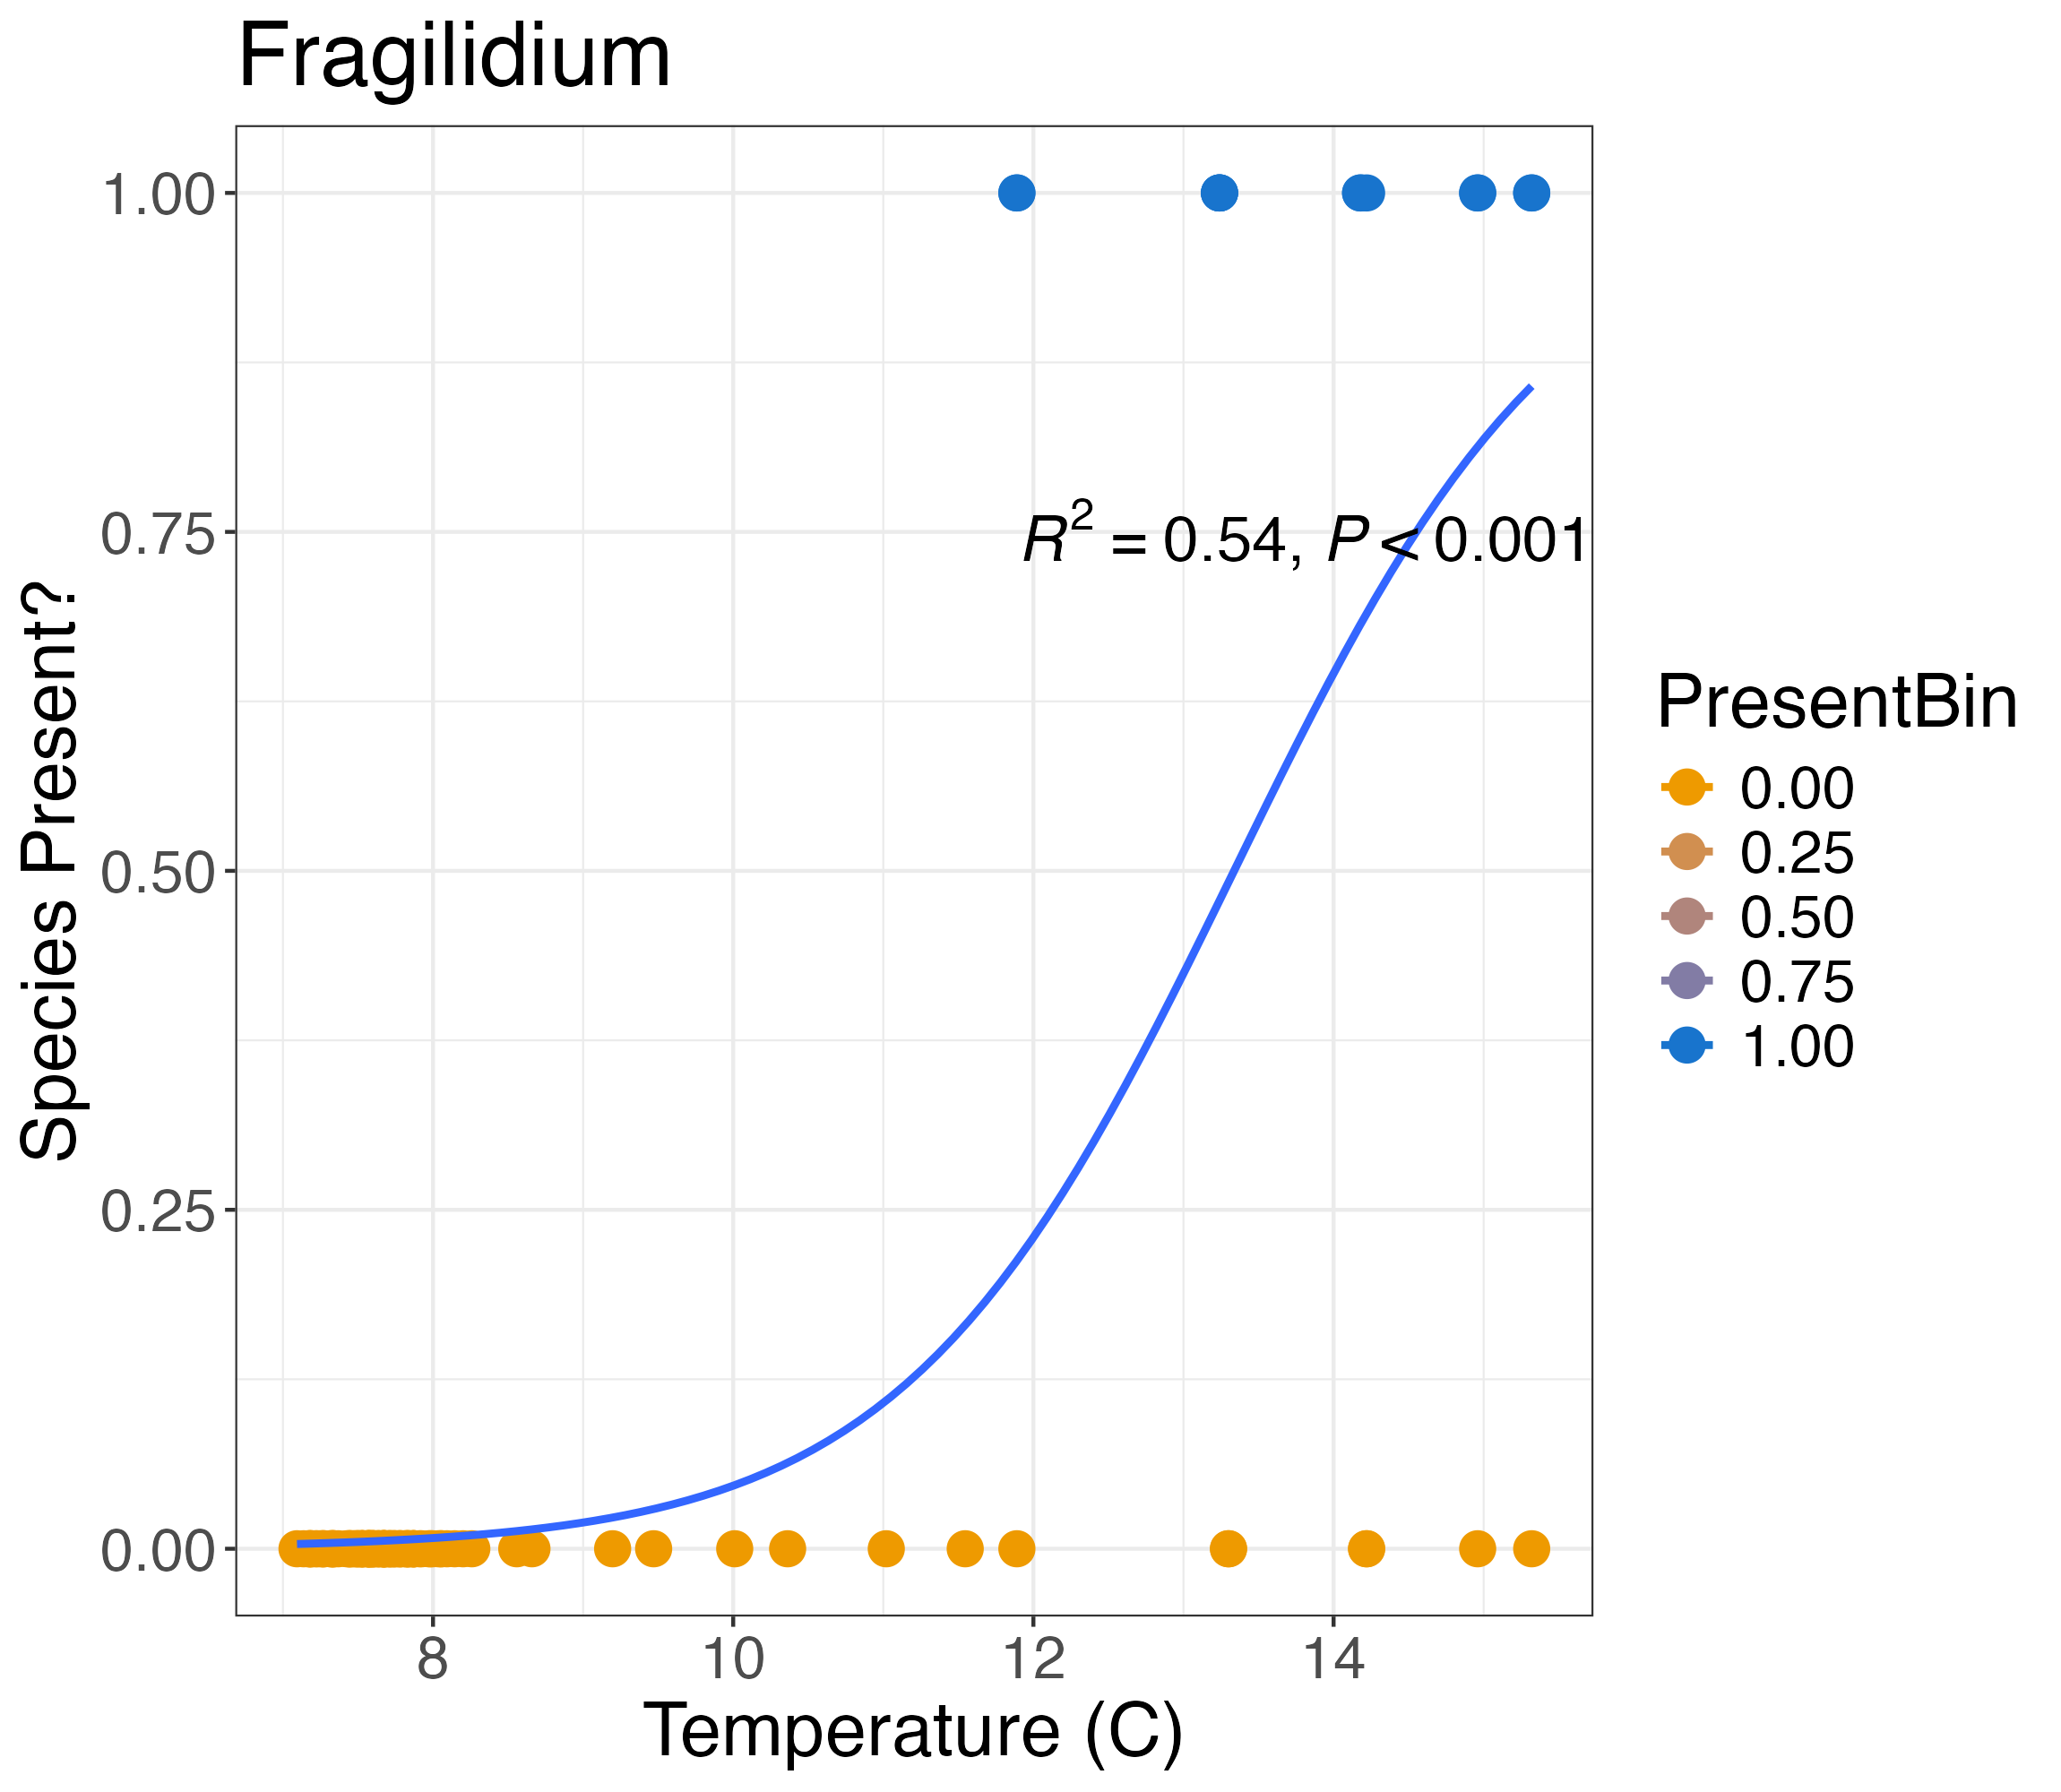 Fragilidium
1.00
0.75
0.50
0.25
0.00
Species Present?
R² = 0.54, P < 0.001
8 10 12 14
Temperature (C)
PresentBin
0.00
0.25
0.50
0.75
1.00